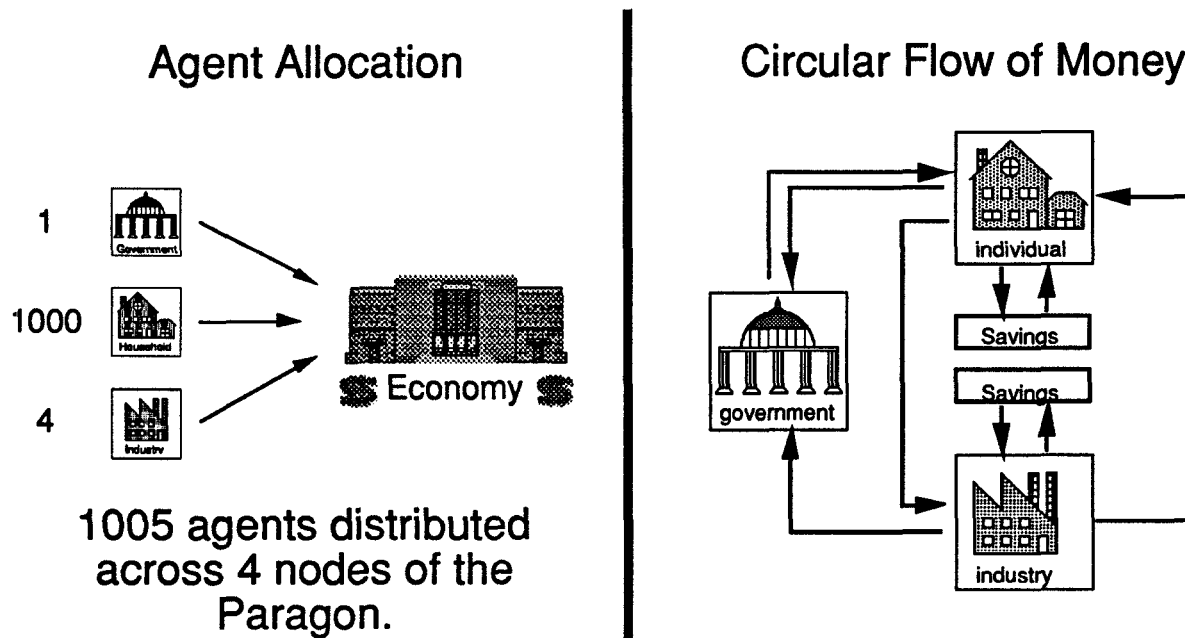 Agent Allocation
1
Government
1000
Household
4
Industry
$ Economy $
1005 agents distributed
across 4 nodes of the
Paragon.
Circular Flow of Money
individual
Savings
Savings
government
industry